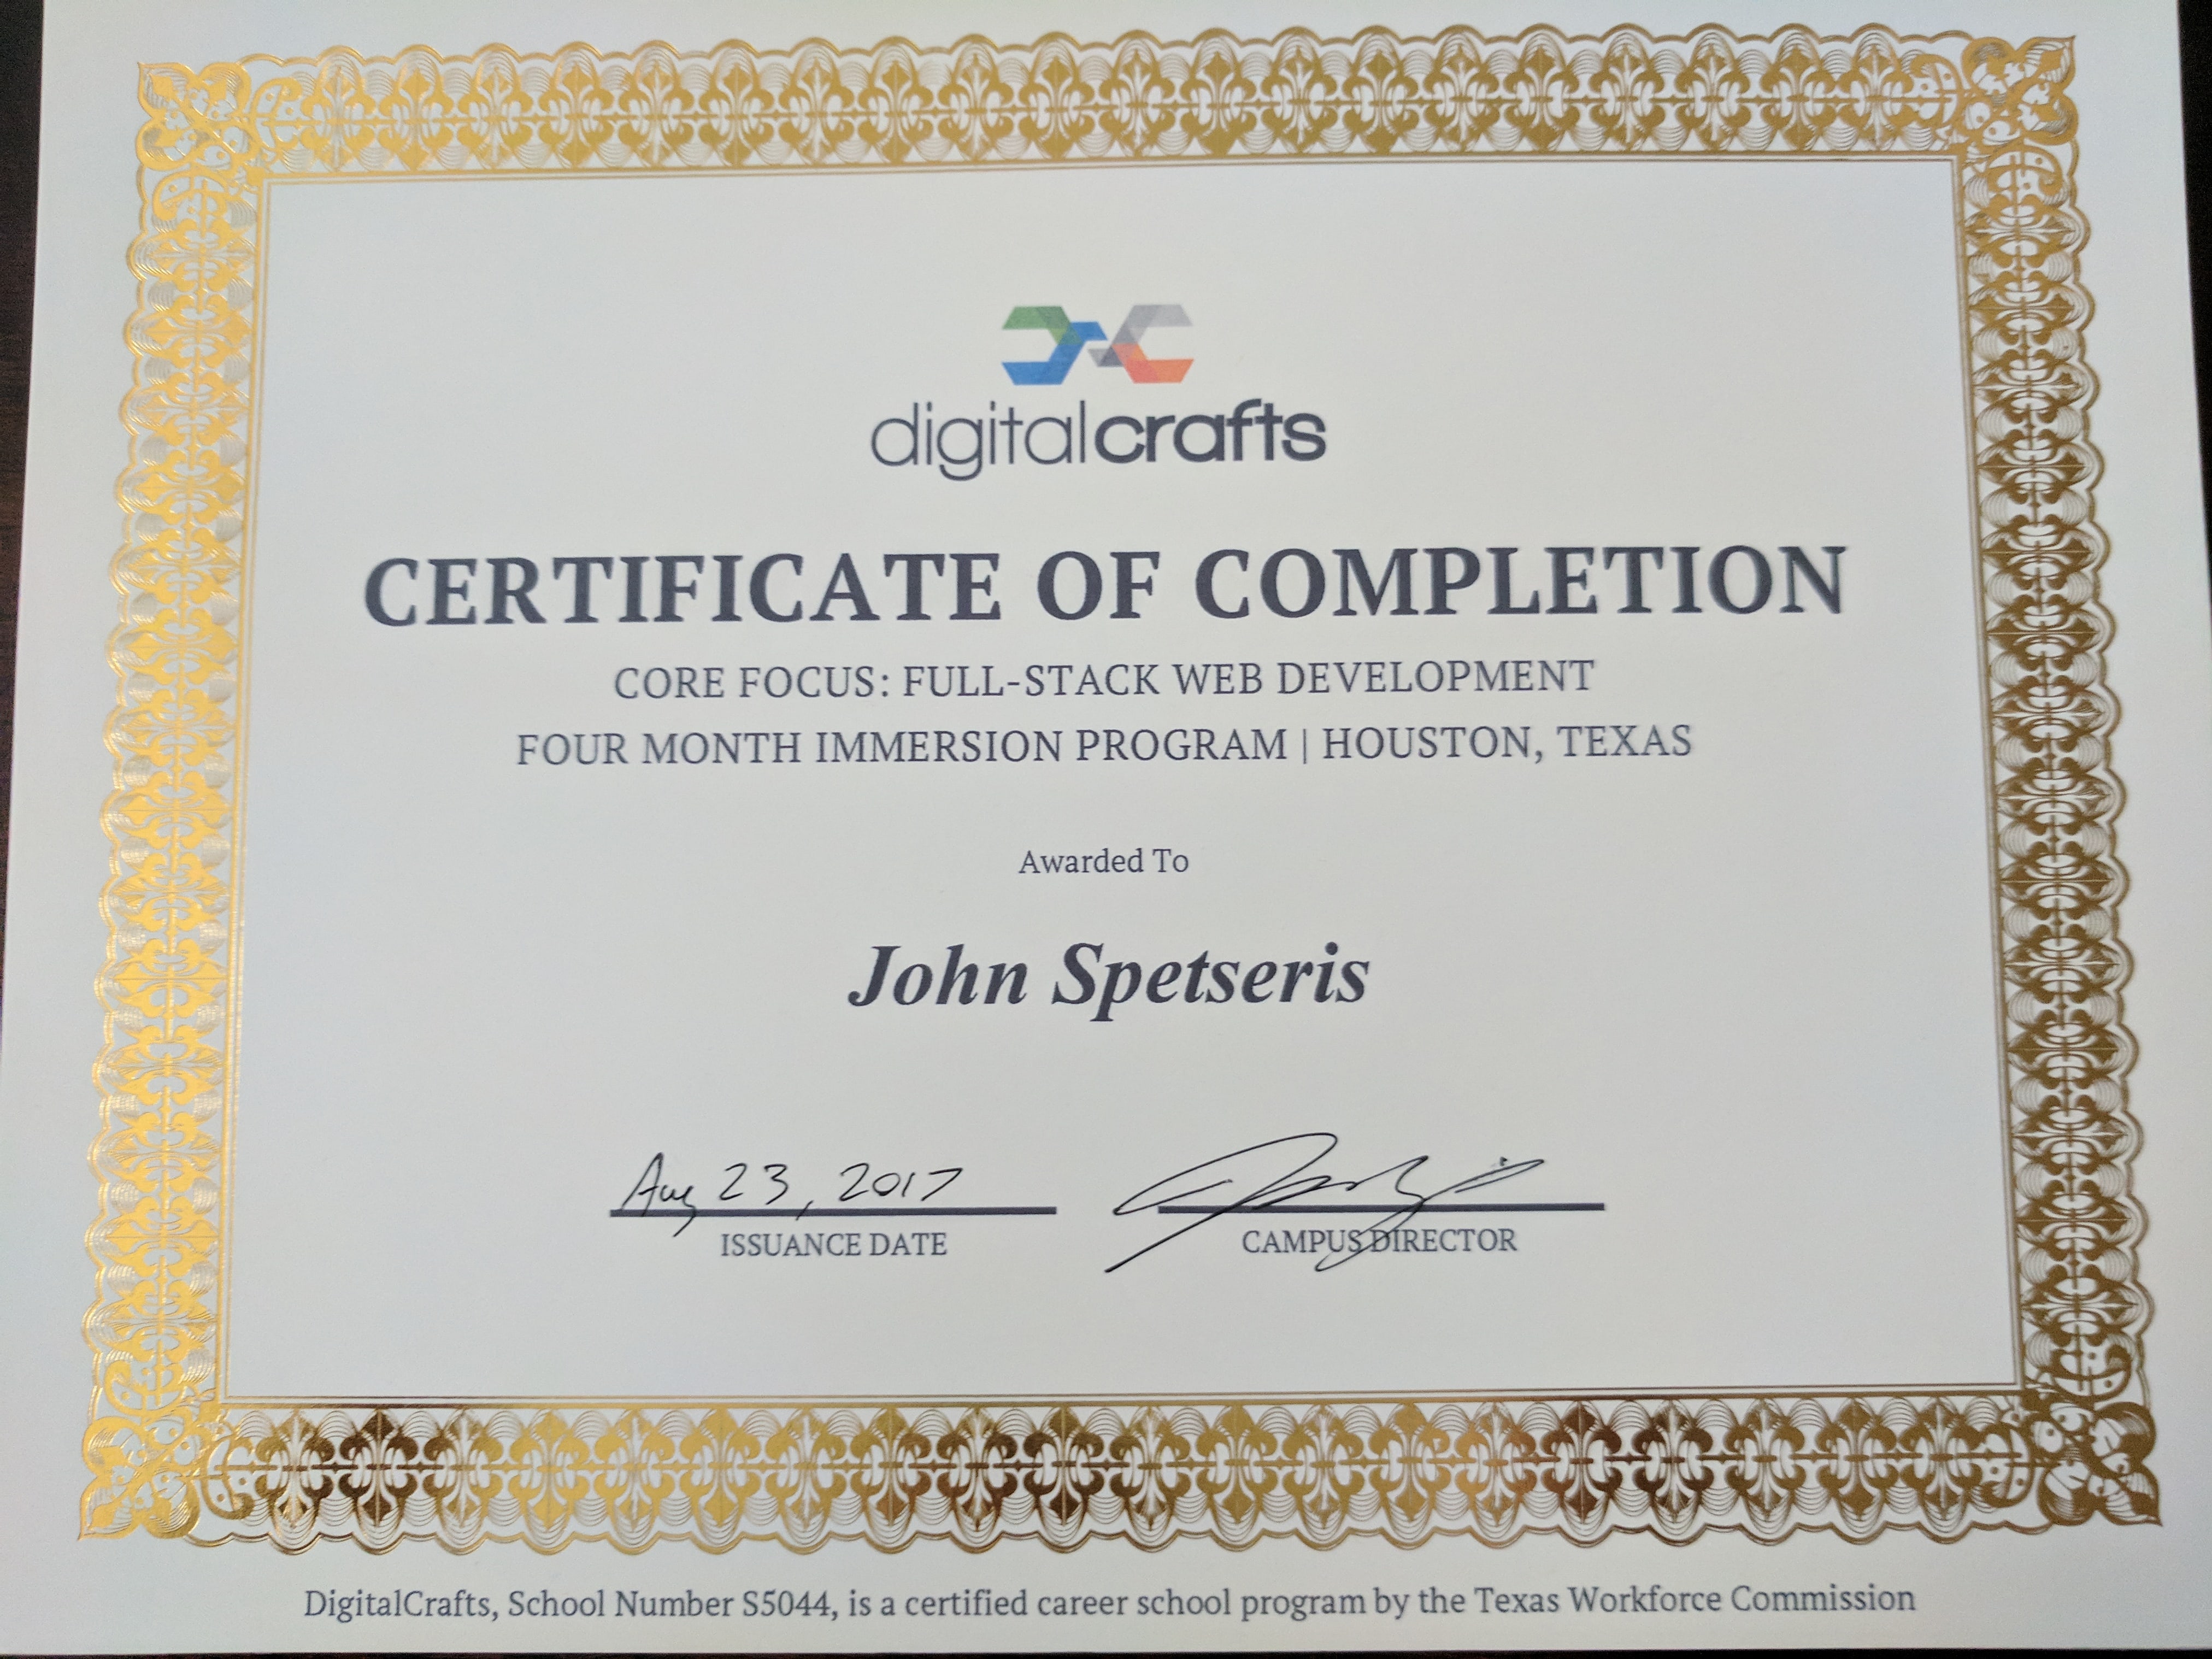 digitalcrafts
CERTIFICATE OF COMPLETION
CORE FOCUS: FULL-STACK WEB DEVELOPMENT
FOUR MONTH IMMERSION PROGRAM | HOUSTON, TEXAS
Awarded To
John Spetseris
Aug 23, 2017
ISSUANCE DATE
CAMPUS DIRECTOR
DigitalCrafts, School Number S5044, is a certified career school program by the Texas Workforce Commission